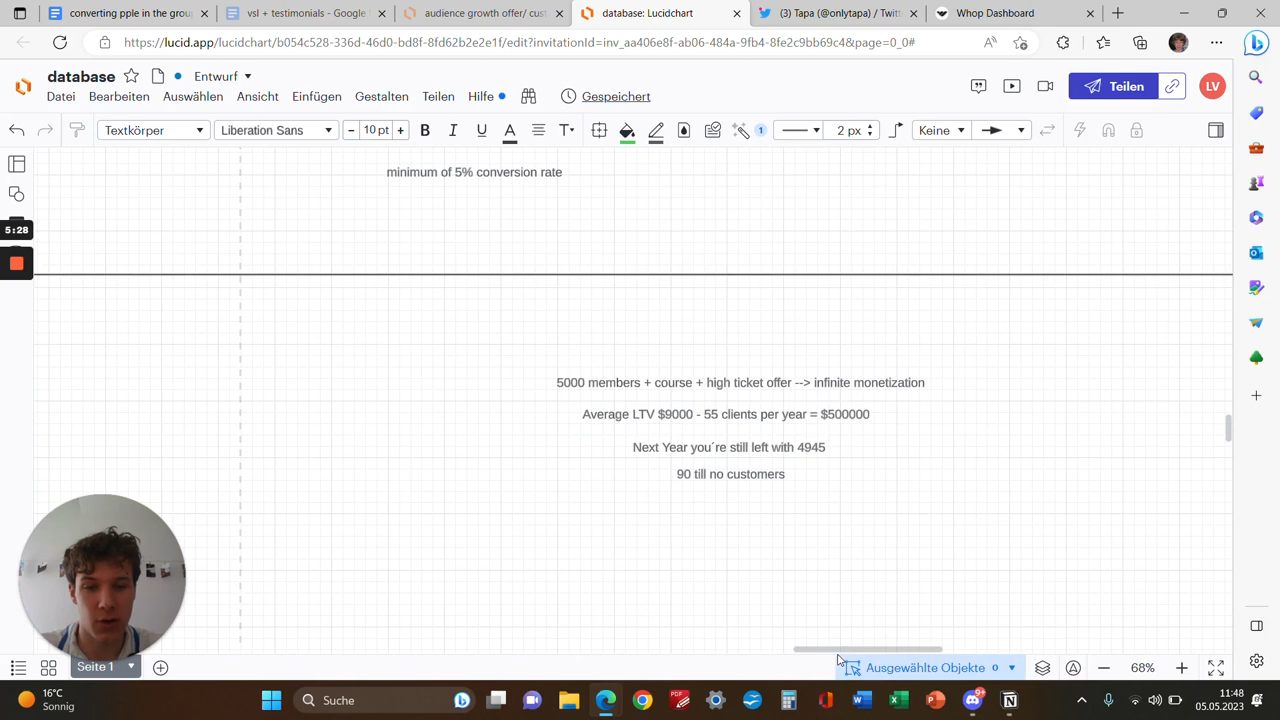 converting pple in the grou
vsl + testimonials - Google
audience growth offer/ cust
database: Lucidchart
(3) Tapa (@onlytapa) / Twitt
Whop Dashboard
https://lucid.app/lucidchart/b054c528-336d-46d0-bd8f-8fd62b2e2e1f/edit?invitationId=inv_aa406e8f-ab06-484a-9fb4-8fe2c9bb69c4&page=0_0#
database
Entwurf
Datei Bearbeiten Auswählen Ansicht Einfügen Gestalten Teilen Hilfe
Gespeichert
Teilen
LV
Textkörper
Liberation Sans
10 pt
B I U A T
1
2 px
Keine
minimum of 5% conversion rate
5:28
5000 members + course + high ticket offer --> infinite monetization
Average LTV $9000 - 55 clients per year = $500000
Next Year you´re still left with 4945
90 till no customers
Seite 1
Ausgewählte Objekte 0
68%
16°C
Sonnig
Suche
PDF
9+
11:48
05.05.2023